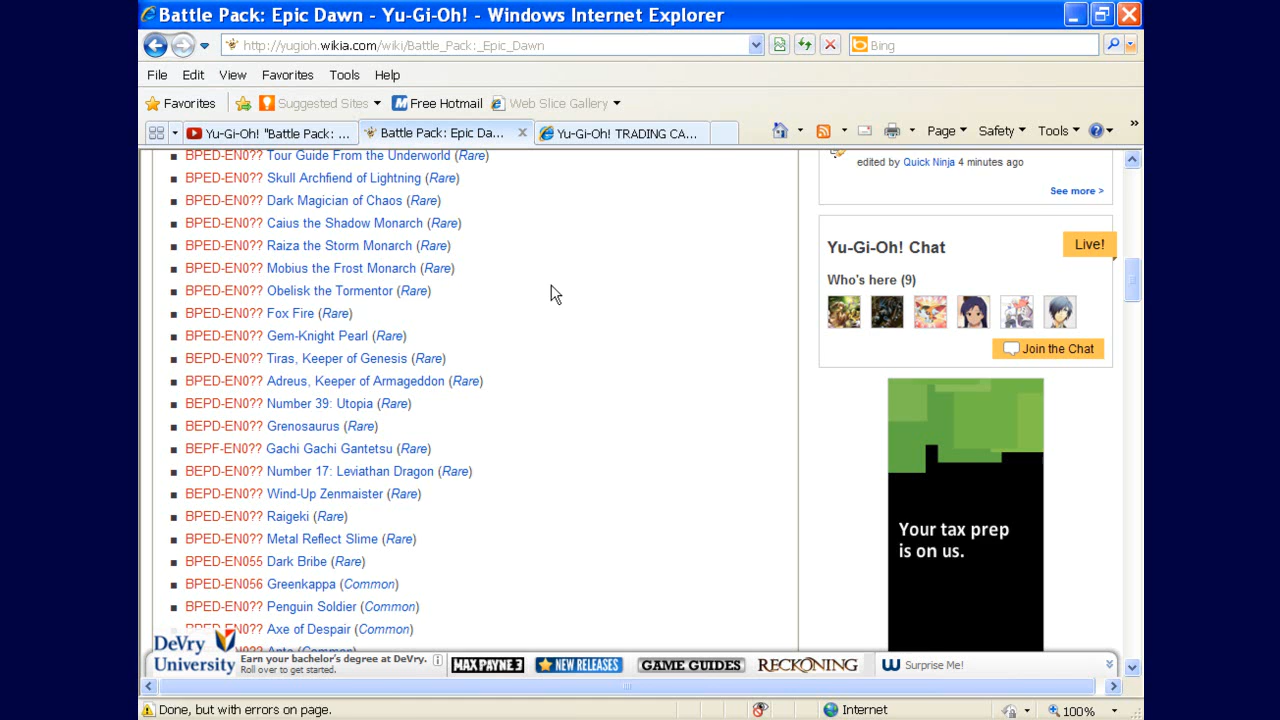 Battle Pack: Epic Dawn - Yu-Gi-Oh! - Windows Internet Explorer
http://yugioh.wikia.com/wiki/Battle_Pack:_Epic_Dawn
Bing
File Edit View Favorites Tools Help
Favorites Suggested Sites Free Hotmail Web Slice Gallery
Yu-Gi-Oh! "Battle Pack: ... Battle Pack: Epic Da... Yu-Gi-Oh! TRADING CA... Page Safety Tools
BPED-EN0?? Tour Guide From the Underworld (Rare)
BPED-EN0?? Skull Archfiend of Lightning (Rare)
BPED-EN0?? Dark Magician of Chaos (Rare)
BPED-EN0?? Caius the Shadow Monarch (Rare)
BPED-EN0?? Raiza the Storm Monarch (Rare)
BPED-EN0?? Mobius the Frost Monarch (Rare)
BPED-EN0?? Obelisk the Tormentor (Rare)
BPED-EN0?? Fox Fire (Rare)
BPED-EN0?? Gem-Knight Pearl (Rare)
BEPD-EN0?? Tiras, Keeper of Genesis (Rare)
BPED-EN0?? Adreus, Keeper of Armageddon (Rare)
BEPD-EN0?? Number 39: Utopia (Rare)
BEPD-EN0?? Grenosaurus (Rare)
BEPF-EN0?? Gachi Gachi Gantetsu (Rare)
BEPD-EN0?? Number 17: Leviathan Dragon (Rare)
BEPD-EN0?? Wind-Up Zenmaister (Rare)
BPED-EN0?? Raigeki (Rare)
BPED-EN0?? Metal Reflect Slime (Rare)
BPED-EN055 Dark Bribe (Rare)
BPED-EN056 Greenkappa (Common)
BPED-EN0?? Penguin Soldier (Common)
BPED-EN0?? Axe of Despair (Common)
edited by Quick Ninja 4 minutes ago
See more >
Yu-Gi-Oh! Chat
Live!
Who's here (9)
Join the Chat
Your tax prep
is on us.
DeVry
University
Earn your bachelor's degree at DeVry.
Roll over to get started.
MAX PAYNE 3 NEW RELEASES GAME GUIDES RECKONING Surprise Me!
Done, but with errors on page. Internet 100%